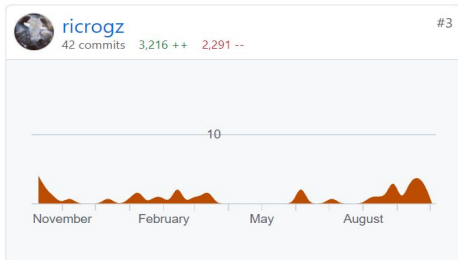 ricrogz
#3
42 commits 3,216 ++ 2,291 --
10
November February May August